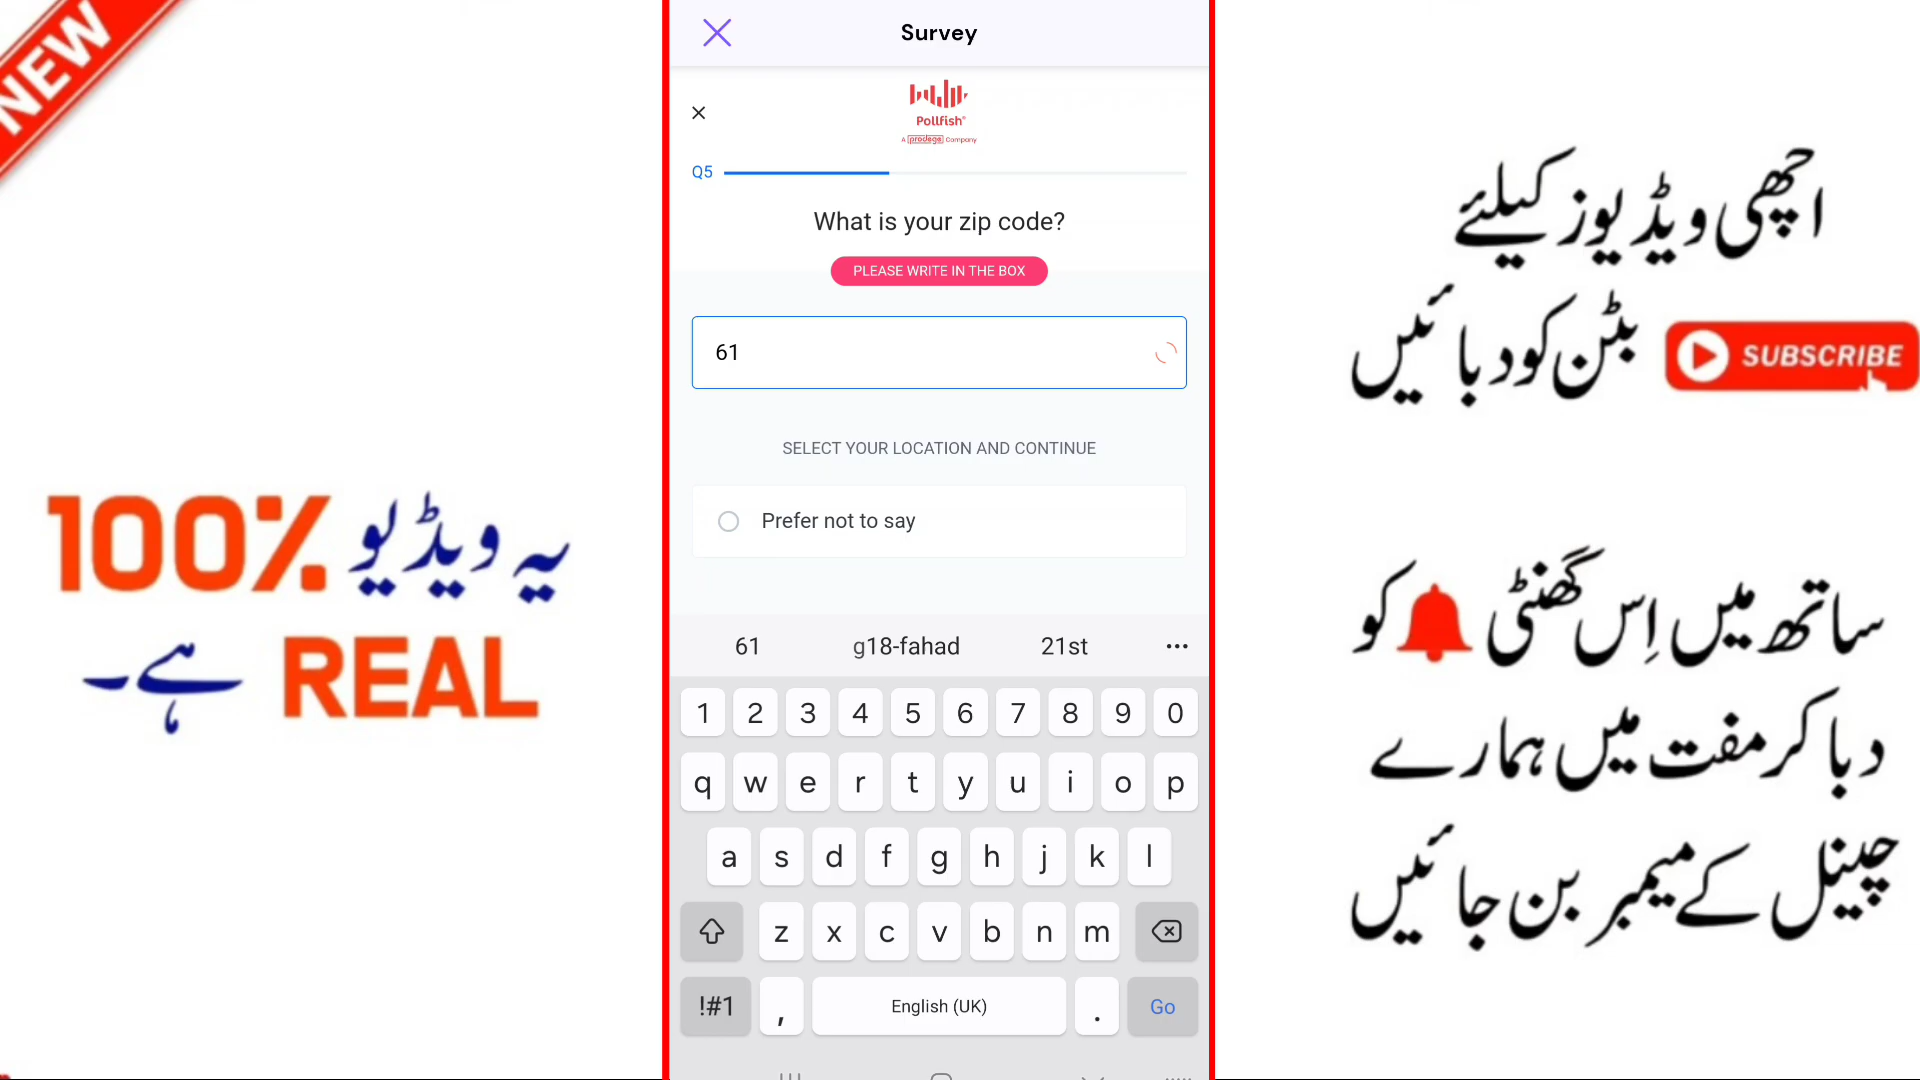 NEW
Survey
Pollfish®
A prodege Company
Q5
What is your zip code?
PLEASE WRITE IN THE BOX
61
SELECT YOUR LOCATION AND CONTINUE
Prefer not to say
61 g18-fahad 21st •••
1 2 3 4 5 6 7 8 9 0
q w e r t y u i o p
a s d f g h j k l
z x c v b n m
!#1 , English (UK) . Go
یہ ویڈیو 100%
REAL ہے۔
اچھی ویڈیوز کیلئے
بٹن کو دبائیں SUBSCRIBE
ساتھ میں اِس گھنٹی کو
دبا کر مفت میں ہمارے
چینل کے میمبر بن جائیں